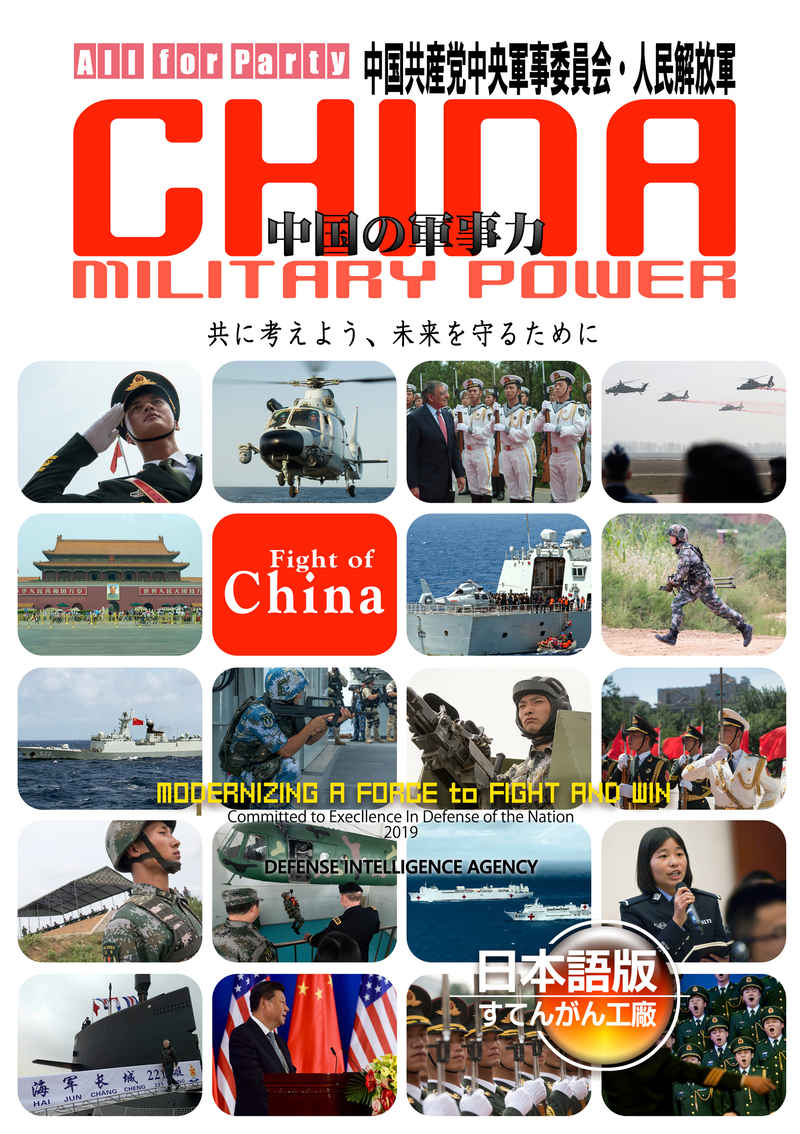 All for Party 中国共産党中央軍事委員会・人民解放軍
CHINA
中国の軍事力
MILITARY POWER
共に考えよう、未来を守るために
Fight of
China
MODERNIZING A FORCE to FIGHT AND WIN
Committed to Execllence In Defense of the Nation
2019
DEFENSE INTELLIGENCE AGENCY
日本語版
すてんがん工廠
海军长城
HAI JUN CHANG CHENG